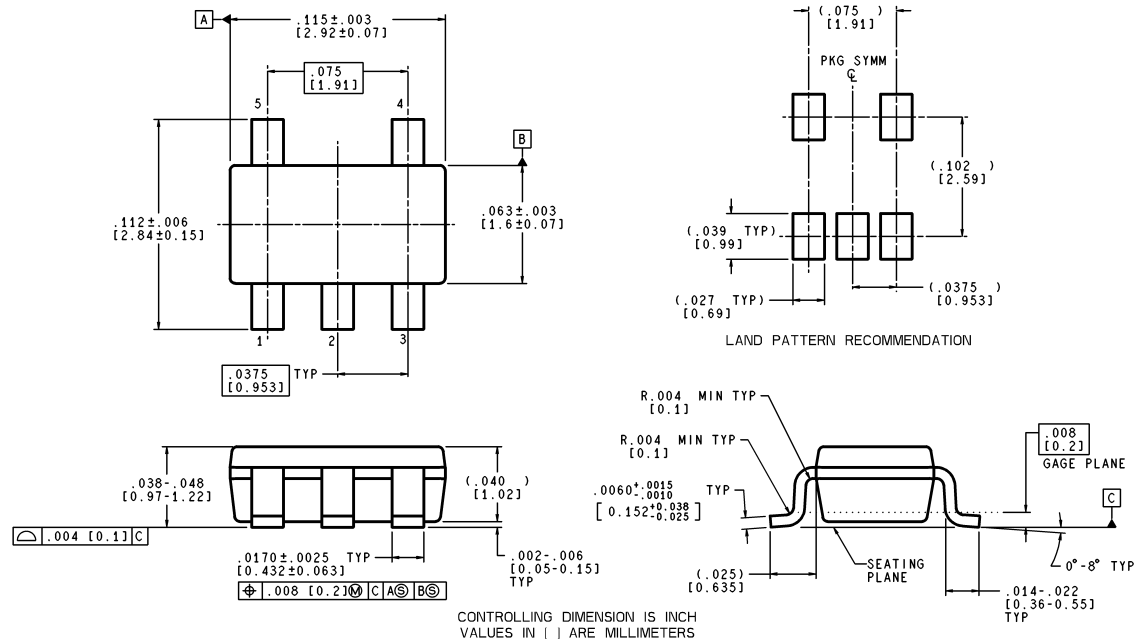 A
.115±.003
[2.92±0.07]
.075
[1.91]
5
4
B
.112±.006
[2.84±0.15]
.063±.003
[1.6±0.07]
1
2
3
.0375
[0.953]
TYP
(.075 )
[1.91]
PKG SYMM
℄
(.102 )
[2.59]
(.039 TYP)
[0.99]
(.027 TYP)
[0.69]
(.0375 )
[0.953]
LAND PATTERN RECOMMENDATION
.038-.048
[0.97-1.22]
(.040 )
[1.02]
⌓ .004 [0.1] C
.0170±.0025 TYP
[0.432±0.063]
⌖ .008 [0.2]Ⓜ C AⓈ BⓈ
.002-.006
[0.05-0.15]
TYP
R.004 MIN TYP
[0.1]
R.004 MIN TYP
[0.1]
.0060+.0015-.0010 TYP
[0.152+0.038-0.025]
.008
[0.2]
GAGE PLANE
C
SEATING
PLANE
0°-8° TYP
(.025)
[0.635]
.014-.022
[0.36-0.55]
TYP
CONTROLLING DIMENSION IS INCH
VALUES IN [ ] ARE MILLIMETERS